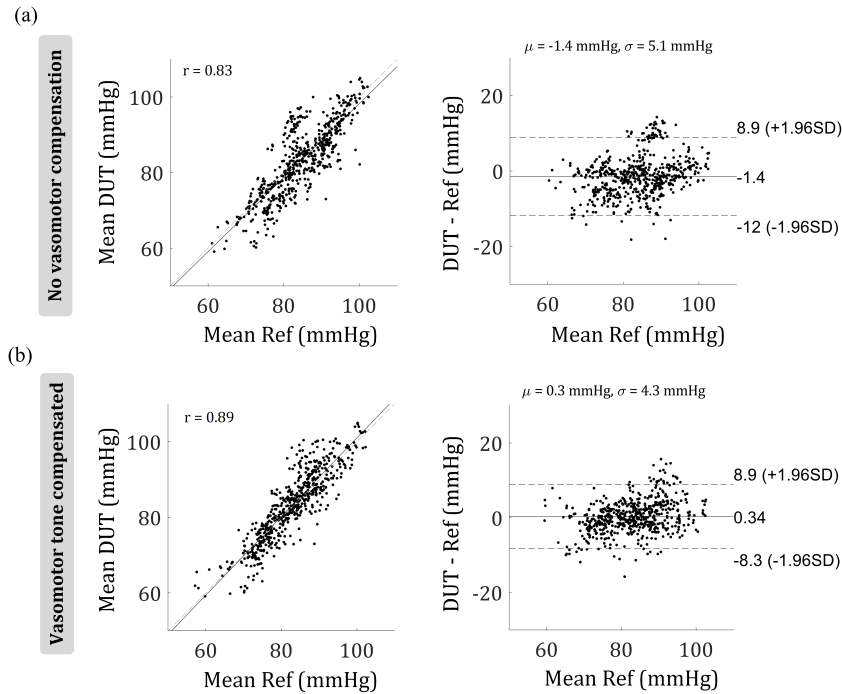 (a)
No vasomotor compensation
r = 0.83
Mean DUT (mmHg)
100
80
60
60 80 100
Mean Ref (mmHg)
μ = -1.4 mmHg, σ = 5.1 mmHg
DUT - Ref (mmHg)
20
0
-20
8.9 (+1.96SD)
-1.4
-12 (-1.96SD)
60 80 100
Mean Ref (mmHg)
(b)
Vasomotor tone compensated
r = 0.89
Mean DUT (mmHg)
100
80
60
60 80 100
Mean Ref (mmHg)
μ = 0.3 mmHg, σ = 4.3 mmHg
DUT - Ref (mmHg)
20
0
-20
8.9 (+1.96SD)
0.34
-8.3 (-1.96SD)
60 80 100
Mean Ref (mmHg)